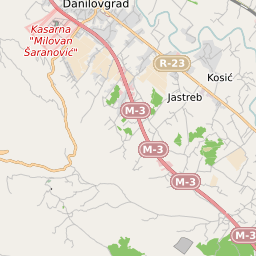 Danilovgrad
Kasarna
"Milovan
Šaranović"
R-23
Kosić
Jastreb
M-3
M-3
M-3
M-3